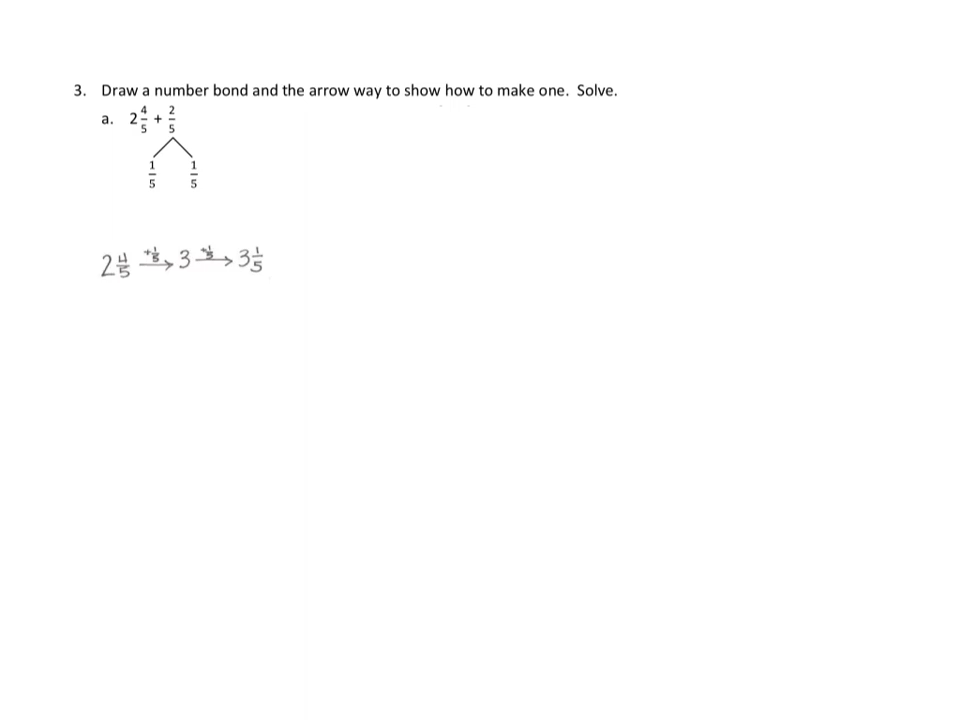 3. Draw a number bond and the arrow way to show how to make one. Solve.
a. 2 4/5 + 2/5
1/5 1/5
2 4/5 +1/5→ 3 +1/5→ 3 1/5